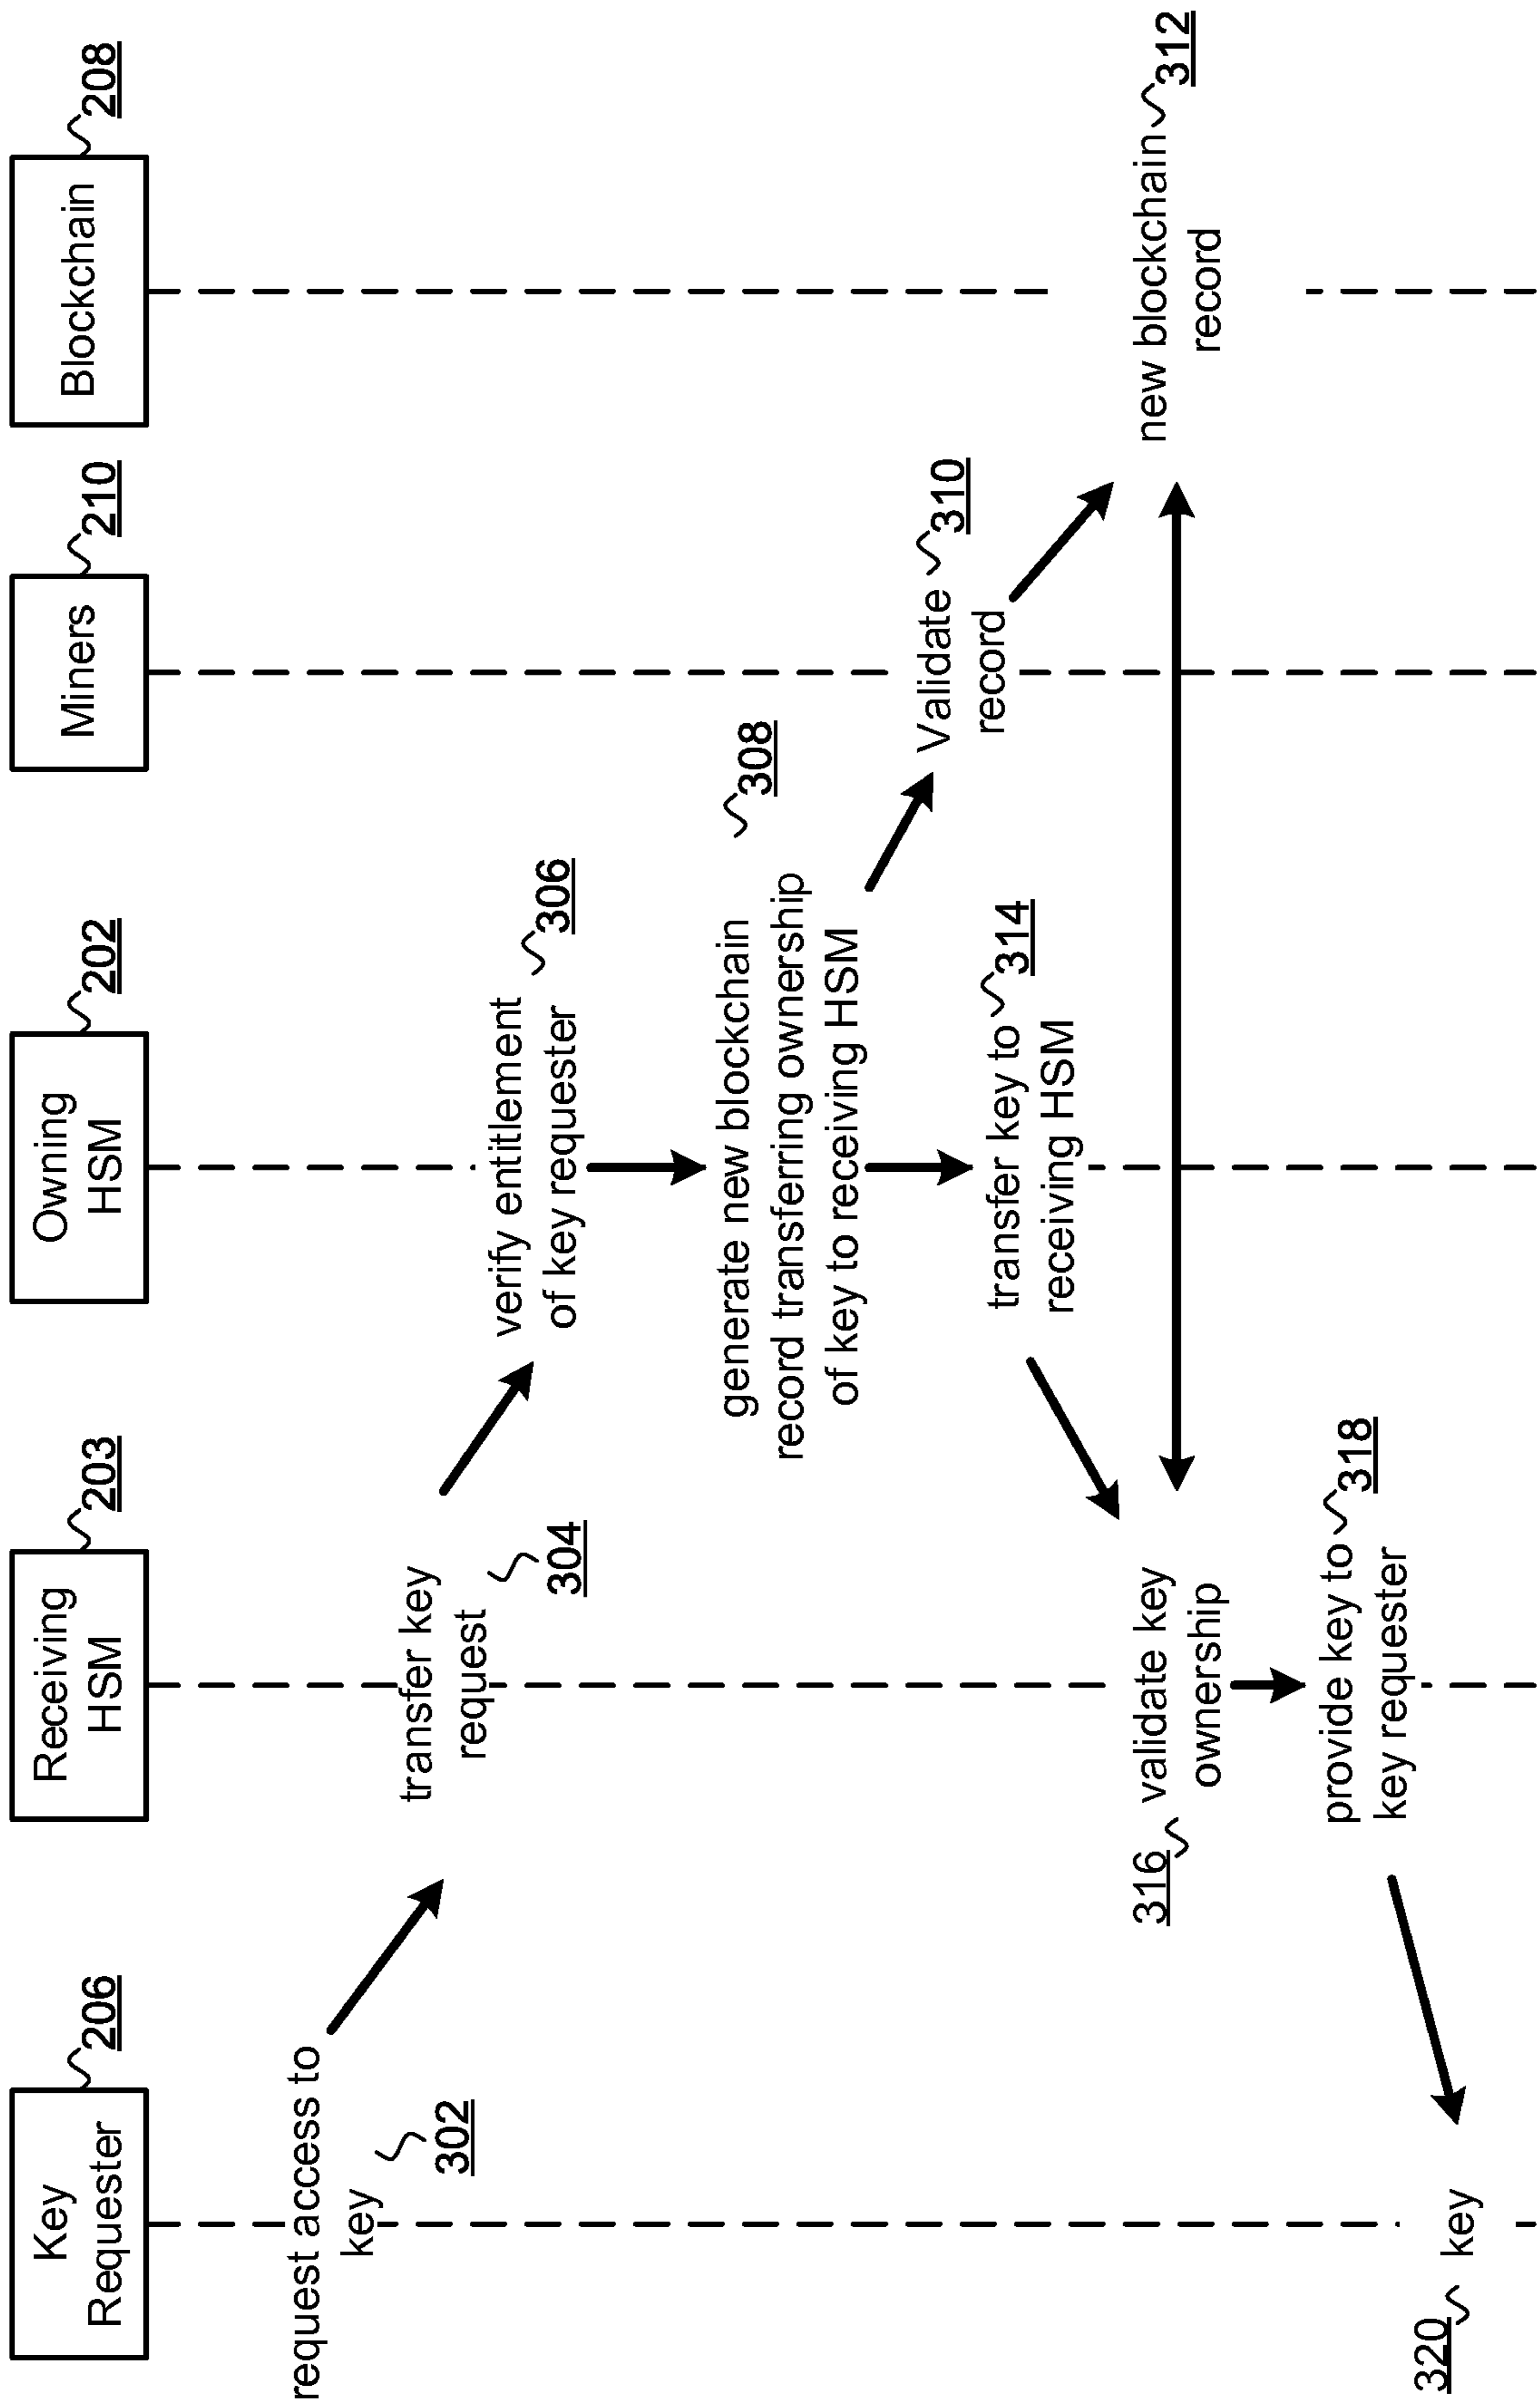 Key
Requester
206
Receiving
HSM
203
Owning
HSM
202
Miners
210
Blockchain
208
request access to
key
302
transfer key
request
304
verify entitlement
of key requester
306
generate new blockchain
record transferring ownership
of key to receiving HSM
308
Validate
record
310
new blockchain
record
312
transfer key to
receiving HSM
314
316
validate key
ownership
provide key to
key requester
318
320
key